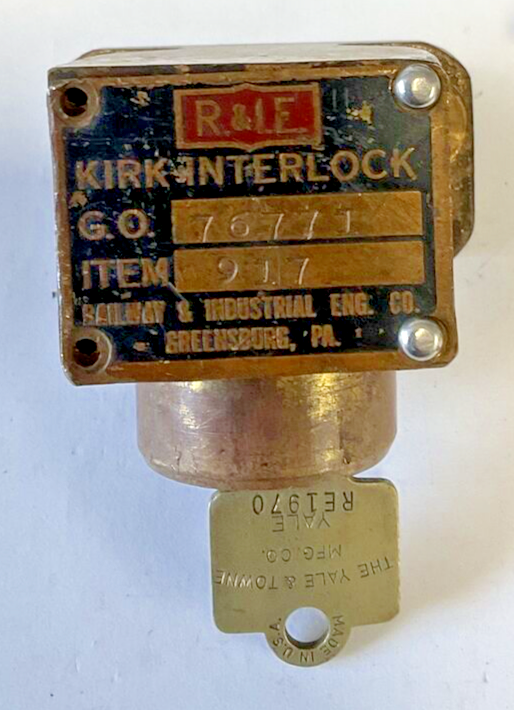 R.&I.E.
KIRK-INTERLOCK
G.O. 76771
ITEM 917
RAILWAY & INDUSTRIAL ENG. CO.
GREENSBURG, PA.
RE1970
YALE
MFG. CO.
THE YALE & TOWNE
MADE IN U.S.A.